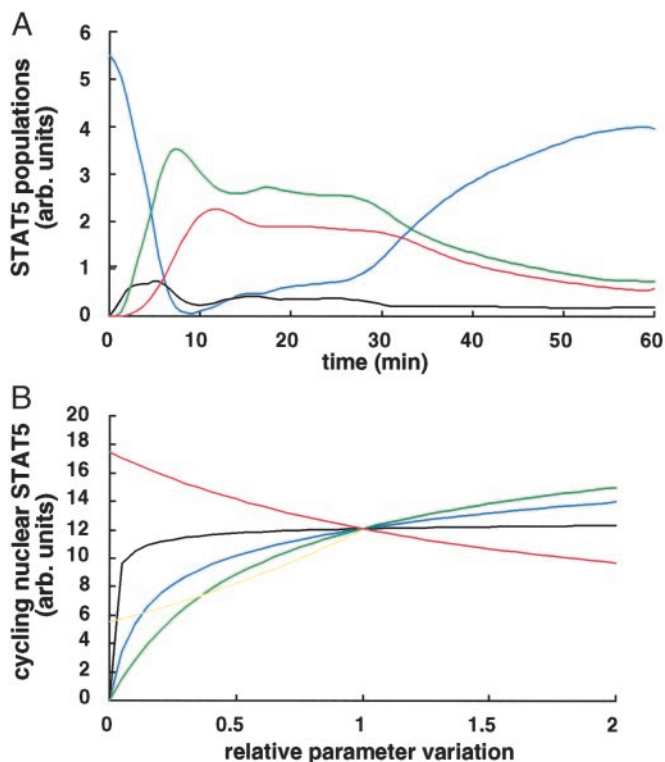 A
STAT5 populations
(arb. units)
6
5
4
3
2
1
0
0 10 20 30 40 50 60
time (min)
B
cycling nuclear STAT5
(arb. units)
20
18
16
14
12
10
8
6
4
2
0
0 0.5 1 1.5 2
relative parameter variation